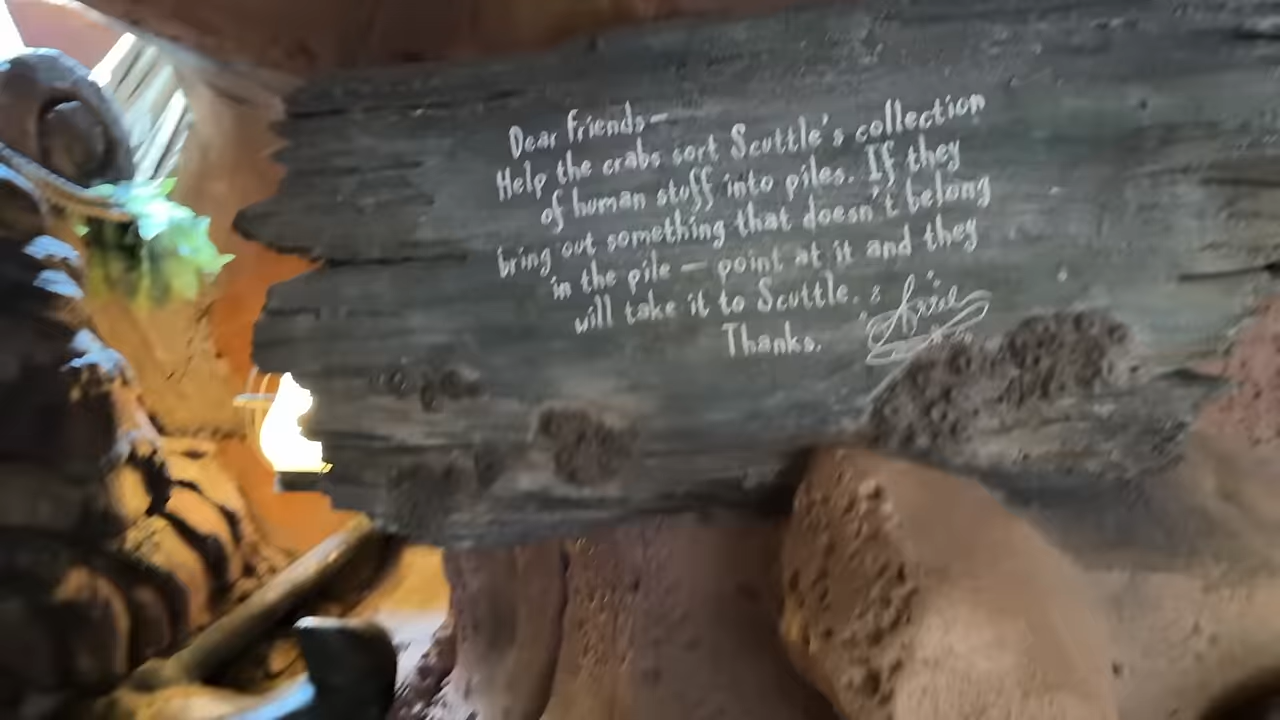 Dear Friends—
Help the crabs sort Scuttle's collection
of human stuff into piles. If they
bring out something that doesn't belong
in the pile — point at it and they
will take it to Scuttle.
Thanks. Ariel